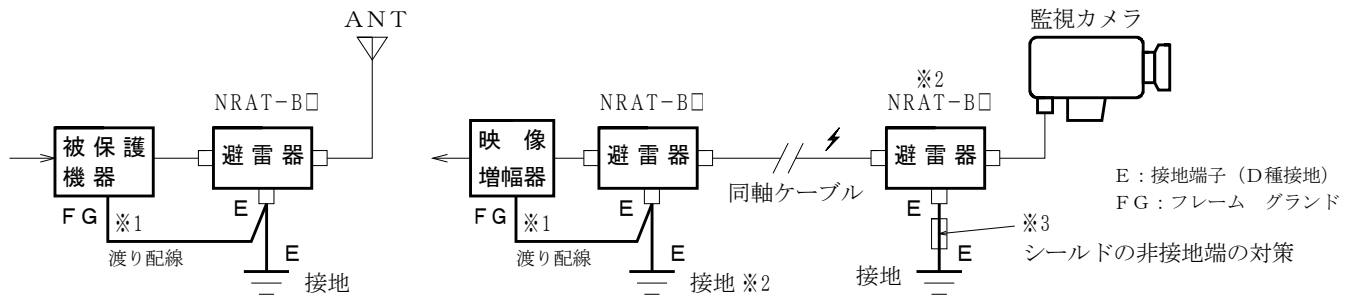 ANT
NRAT-B□
被保護
機器
避雷器
FG ※1
渡り配線
E
E
接地
NRAT-B□
映像
増幅器
避雷器
FG ※1
渡り配線
E
E
接地 ※2
同軸ケーブル
※2
NRAT-B□
避雷器
E
E
接地
※3
シールドの非接地端の対策
監視カメラ
E：接地端子（D種接地）
FG：フレーム グランド